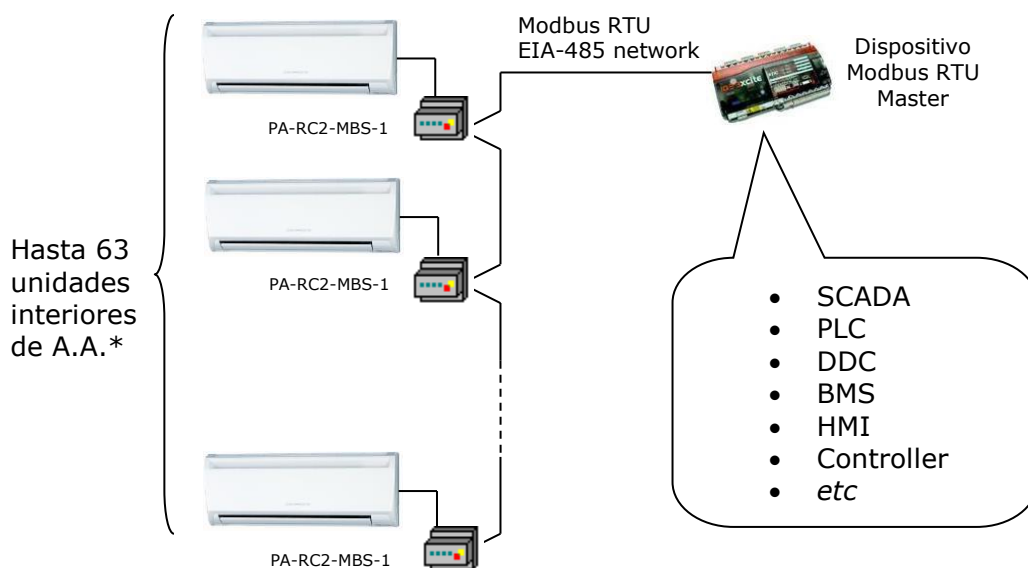 Modbus RTU
EIA-485 network
Dispositivo
Modbus RTU
Master
PA-RC2-MBS-1
PA-RC2-MBS-1
Hasta 63
unidades
interiores
de A.A.*
• SCADA
• PLC
• DDC
• BMS
• HMI
• Controller
• etc
PA-RC2-MBS-1